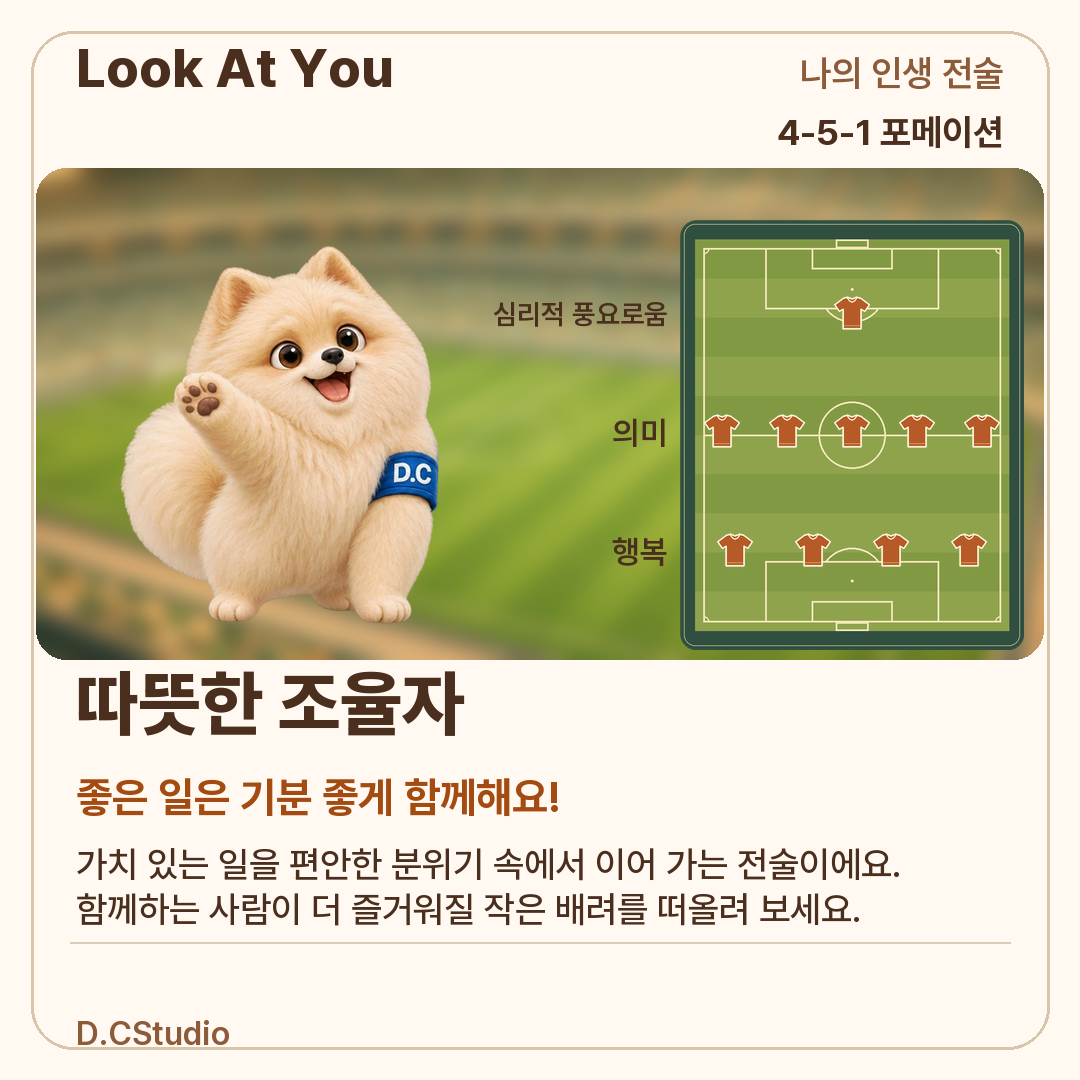 Look At You
나의 인생 전술
4-5-1 포메이션
심리적 풍요로움
의미
행복
D.C
따뜻한 조율자
좋은 일은 기분 좋게 함께해요!
가치 있는 일을 편안한 분위기 속에서 이어 가는 전술이에요.
함께하는 사람이 더 즐거워질 작은 배려를 떠올려 보세요.
D.CStudio